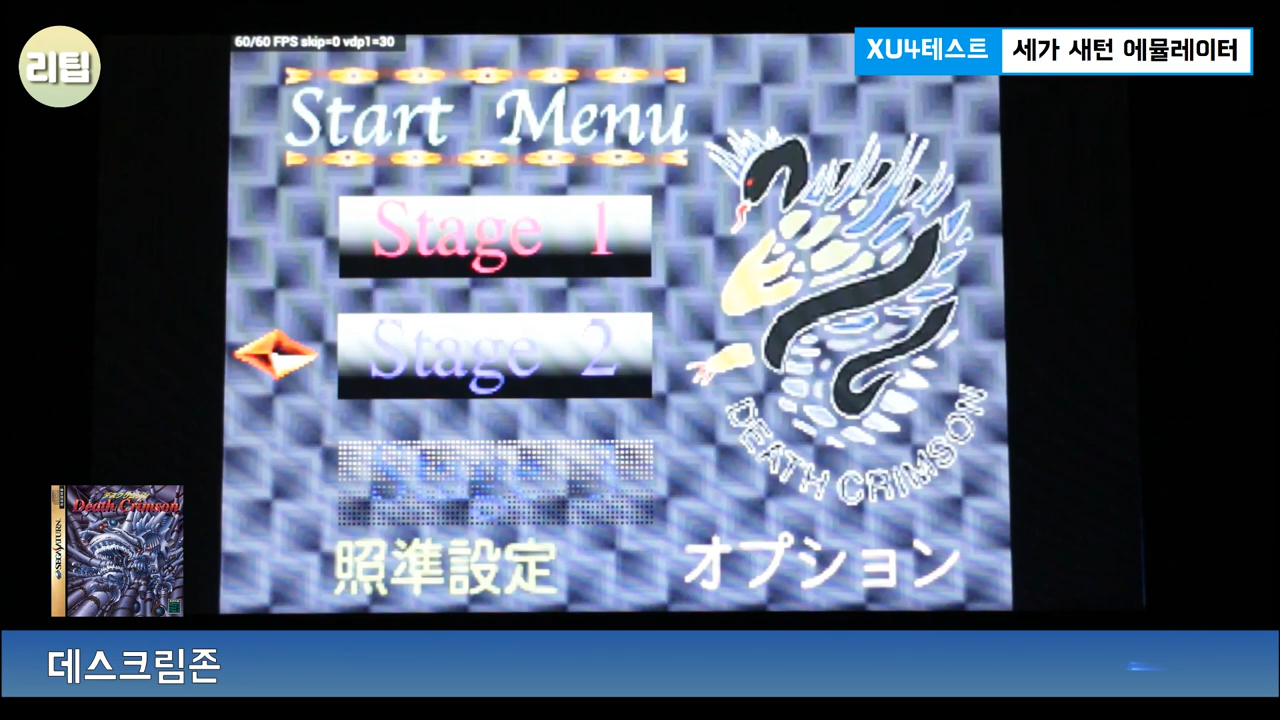 60/60 FPS skip=0 vdp1=30
리팁
XU4테스트 세가 새턴 에뮬레이터
Start Menu
Stage 1
Stage 2
Stage 3
DEATH CRIMSON
照準設定 オプション
Death Crimson
SEGA SATURN
데스크림존